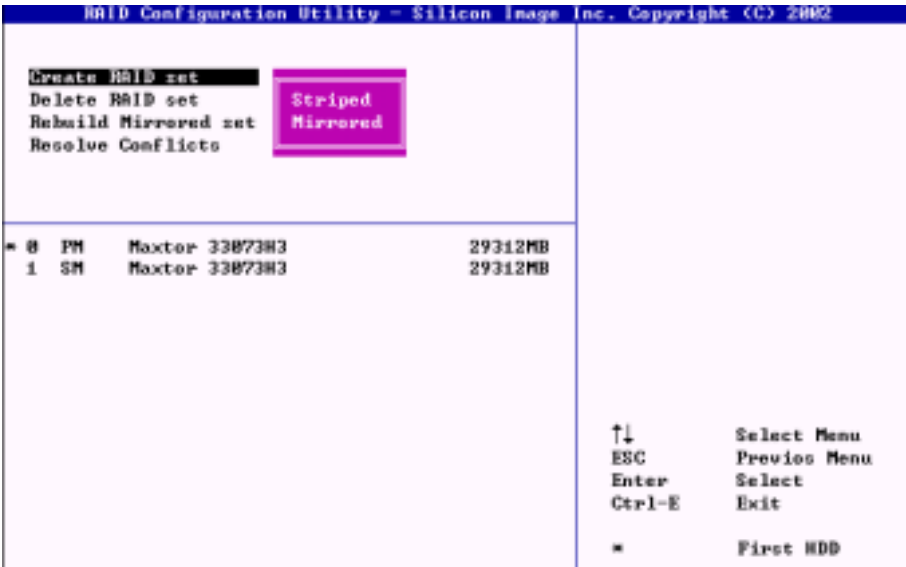 RAID Configuration Utility - Silicon Image Inc. Copyright (C) 2002
Create RAID set
Delete RAID set
Rebuild Mirrored set
Resolve Conflicts
Striped
Mirrored
* 0 PM Maxtor 33073H3 29312MB
1 SM Maxtor 33073H3 29312MB
↑↓ Select Menu
ESC Previos Menu
Enter Select
Ctrl-E Exit
* First HDD